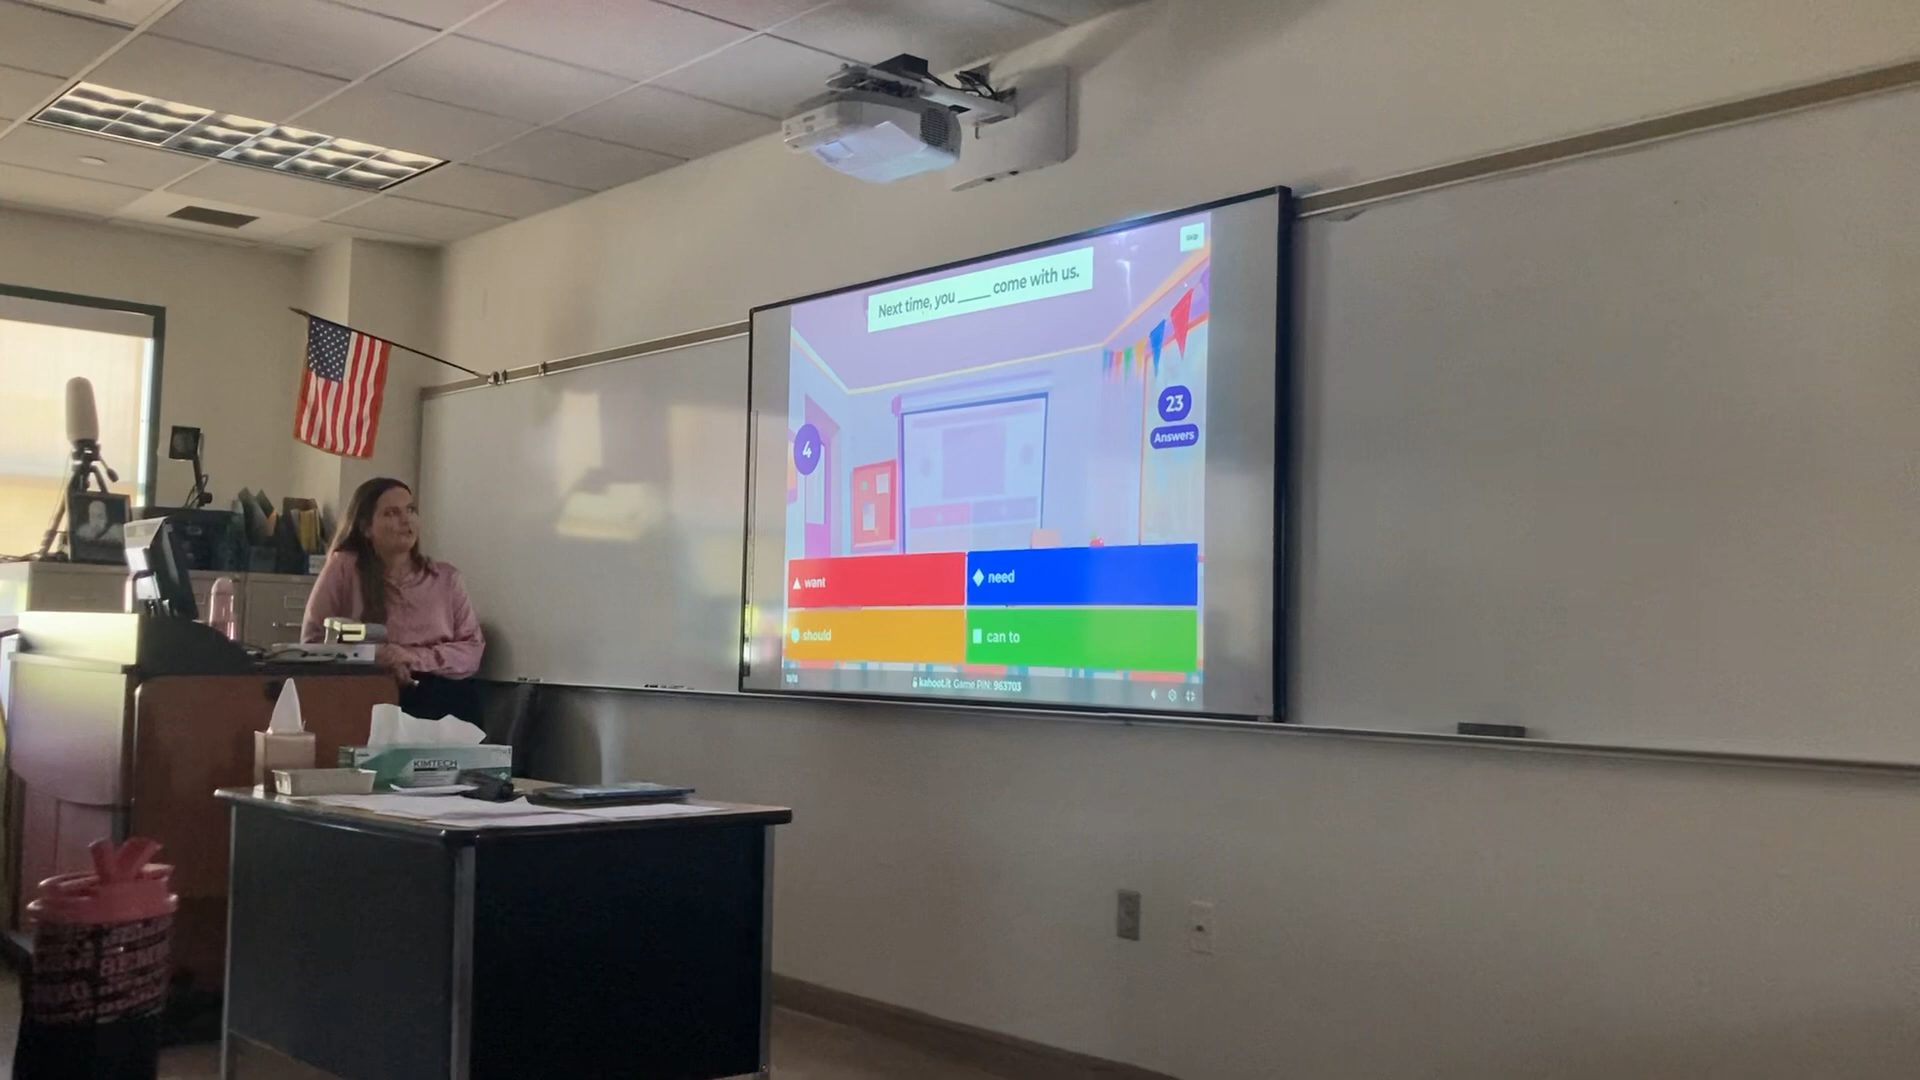 Skip
Next time, you _____ come with us.
23
Answers
4
want
need
should
can to
kahoot.it Game PIN: 963703
KIMTECH